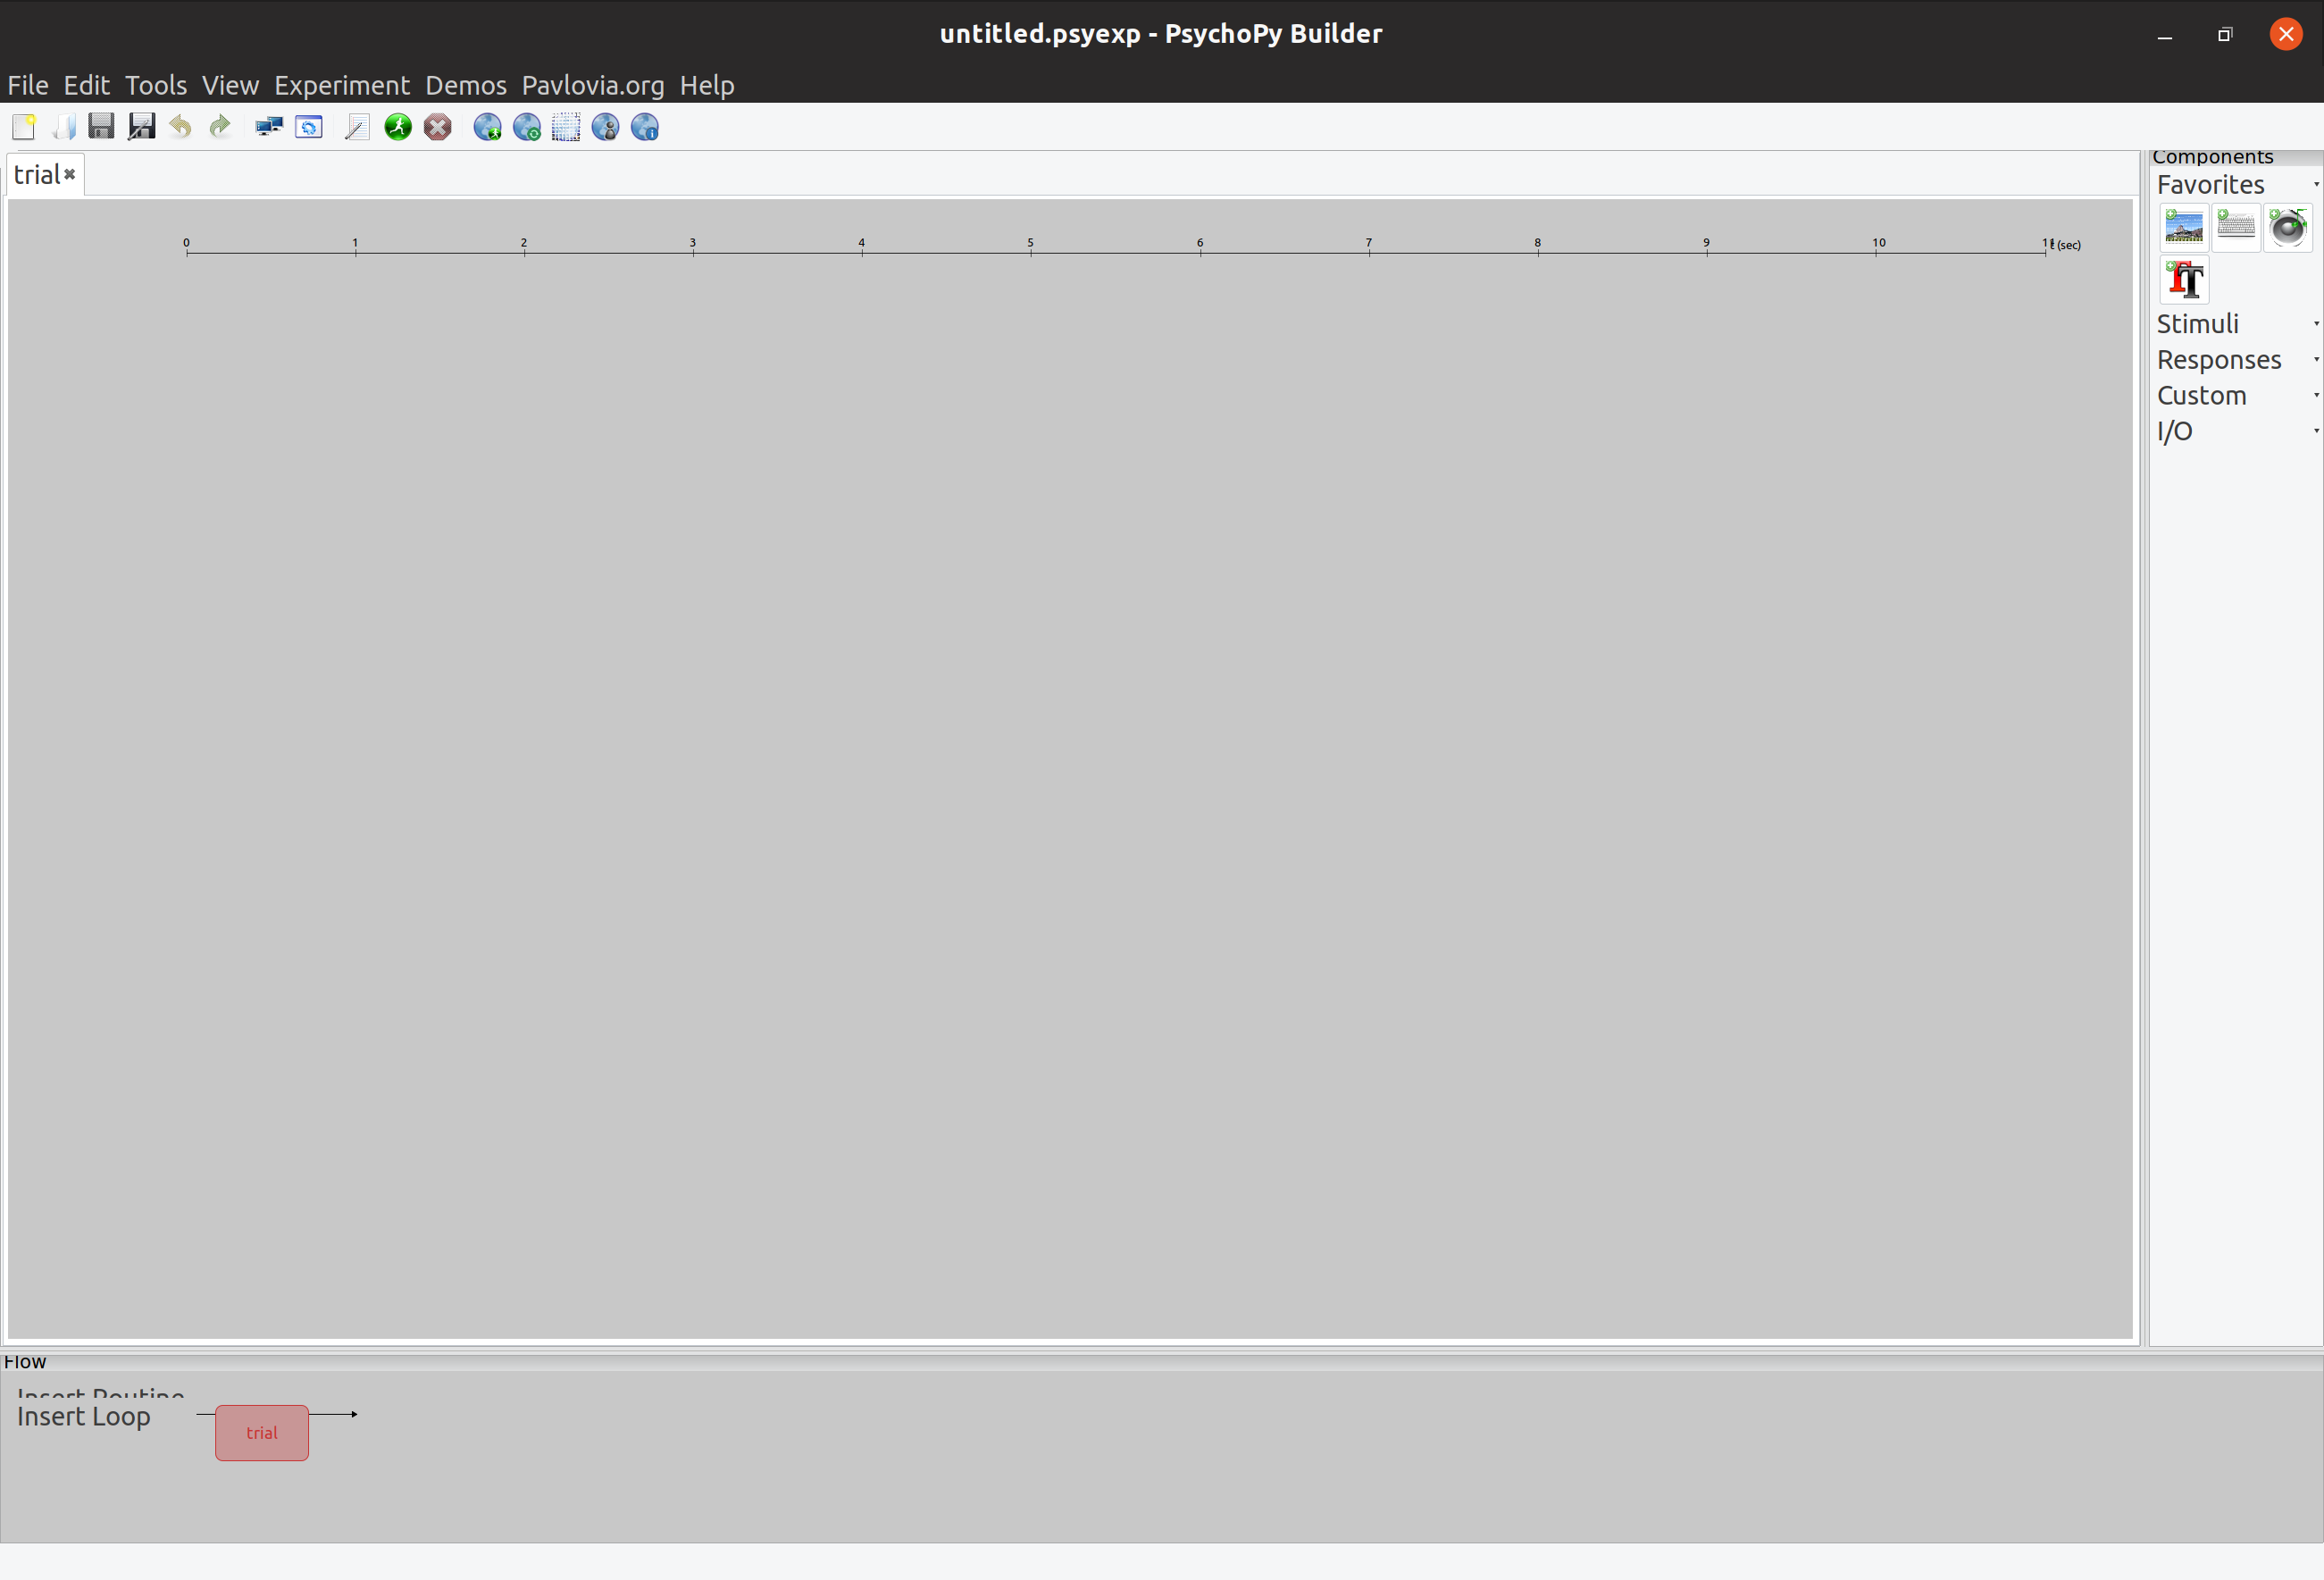 untitled.psyexp - PsychoPy Builder
File Edit Tools View Experiment Demos Pavlovia.org Help
trial
Components
Favorites
Stimuli
Responses
Custom
I/O
0 1 2 3 4 5 6 7 8 9 10 11 t (sec)
Flow
Insert Routine
Insert Loop
trial